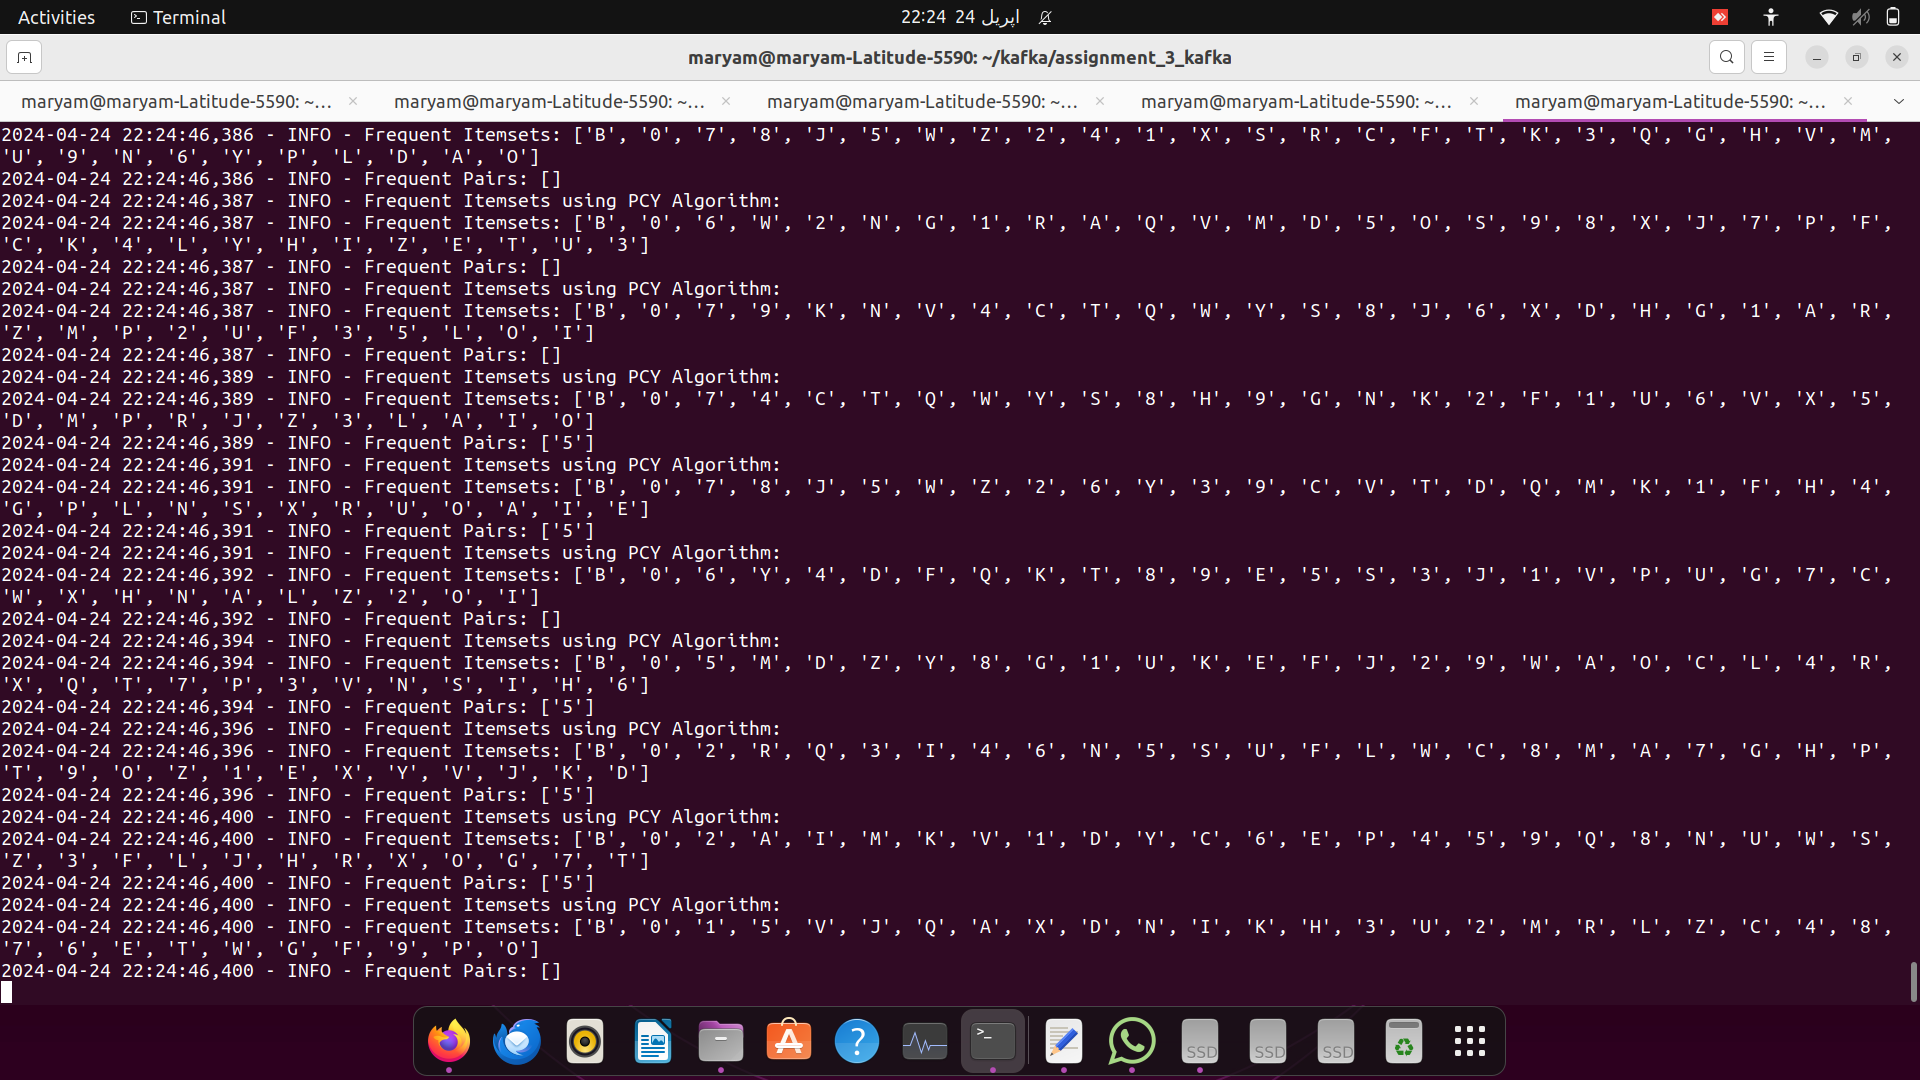 Activities
Terminal
22:24 24 اپریل
maryam@maryam-Latitude-5590: ~/kafka/assignment_3_kafka
maryam@maryam-Latitude-5590: ~...
maryam@maryam-Latitude-5590: ~...
maryam@maryam-Latitude-5590: ~...
maryam@maryam-Latitude-5590: ~...
maryam@maryam-Latitude-5590: ~...
2024-04-24 22:24:46,386 - INFO - Frequent Itemsets: ['B', '0', '7', '8', 'J', '5', 'W', 'Z', '2', '4', '1', 'X', 'S', 'R', 'C', 'F', 'T', 'K', '3', 'Q', 'G', 'H', 'V', 'M',
'U', '9', 'N', '6', 'Y', 'P', 'L', 'D', 'A', 'O']
2024-04-24 22:24:46,386 - INFO - Frequent Pairs: []
2024-04-24 22:24:46,387 - INFO - Frequent Itemsets using PCY Algorithm:
2024-04-24 22:24:46,387 - INFO - Frequent Itemsets: ['B', '0', '6', 'W', '2', 'N', 'G', '1', 'R', 'A', 'Q', 'V', 'M', 'D', '5', 'O', 'S', '9', '8', 'X', 'J', '7', 'P', 'F',
'C', 'K', '4', 'L', 'Y', 'H', 'I', 'Z', 'E', 'T', 'U', '3']
2024-04-24 22:24:46,387 - INFO - Frequent Pairs: []
2024-04-24 22:24:46,387 - INFO - Frequent Itemsets using PCY Algorithm:
2024-04-24 22:24:46,387 - INFO - Frequent Itemsets: ['B', '0', '7', '9', 'K', 'N', 'V', '4', 'C', 'T', 'Q', 'W', 'Y', 'S', '8', 'J', '6', 'X', 'D', 'H', 'G', '1', 'A', 'R',
'Z', 'M', 'P', '2', 'U', 'F', '3', '5', 'L', 'O', 'I']
2024-04-24 22:24:46,387 - INFO - Frequent Pairs: []
2024-04-24 22:24:46,389 - INFO - Frequent Itemsets using PCY Algorithm:
2024-04-24 22:24:46,389 - INFO - Frequent Itemsets: ['B', '0', '7', '4', 'C', 'T', 'Q', 'W', 'Y', 'S', '8', 'H', '9', 'G', 'N', 'K', '2', 'F', '1', 'U', '6', 'V', 'X', '5',
'D', 'M', 'P', 'R', 'J', 'Z', '3', 'L', 'A', 'I', 'O']
2024-04-24 22:24:46,389 - INFO - Frequent Pairs: ['5']
2024-04-24 22:24:46,391 - INFO - Frequent Itemsets using PCY Algorithm:
2024-04-24 22:24:46,391 - INFO - Frequent Itemsets: ['B', '0', '7', '8', 'J', '5', 'W', 'Z', '2', '6', 'Y', '3', '9', 'C', 'V', 'T', 'D', 'Q', 'M', 'K', '1', 'F', 'H', '4',
'G', 'P', 'L', 'N', 'S', 'X', 'R', 'U', 'O', 'A', 'I', 'E']
2024-04-24 22:24:46,391 - INFO - Frequent Pairs: ['5']
2024-04-24 22:24:46,391 - INFO - Frequent Itemsets using PCY Algorithm:
2024-04-24 22:24:46,392 - INFO - Frequent Itemsets: ['B', '0', '6', 'Y', '4', 'D', 'F', 'Q', 'K', 'T', '8', '9', 'E', '5', 'S', '3', 'J', '1', 'V', 'P', 'U', 'G', '7', 'C',
'W', 'X', 'H', 'N', 'A', 'L', 'Z', '2', 'O', 'I']
2024-04-24 22:24:46,392 - INFO - Frequent Pairs: []
2024-04-24 22:24:46,394 - INFO - Frequent Itemsets using PCY Algorithm:
2024-04-24 22:24:46,394 - INFO - Frequent Itemsets: ['B', '0', '5', 'M', 'D', 'Z', 'Y', '8', 'G', '1', 'U', 'K', 'E', 'F', 'J', '2', '9', 'W', 'A', 'O', 'C', 'L', '4', 'R',
'X', 'Q', 'T', '7', 'P', '3', 'V', 'N', 'S', 'I', 'H', '6']
2024-04-24 22:24:46,394 - INFO - Frequent Pairs: ['5']
2024-04-24 22:24:46,396 - INFO - Frequent Itemsets using PCY Algorithm:
2024-04-24 22:24:46,396 - INFO - Frequent Itemsets: ['B', '0', '2', 'R', 'Q', '3', 'I', '4', '6', 'N', '5', 'S', 'U', 'F', 'L', 'W', 'C', '8', 'M', 'A', '7', 'G', 'H', 'P',
'T', '9', 'O', 'Z', '1', 'E', 'X', 'Y', 'V', 'J', 'K', 'D']
2024-04-24 22:24:46,396 - INFO - Frequent Pairs: ['5']
2024-04-24 22:24:46,400 - INFO - Frequent Itemsets using PCY Algorithm:
2024-04-24 22:24:46,400 - INFO - Frequent Itemsets: ['B', '0', '2', 'A', 'I', 'M', 'K', 'V', '1', 'D', 'Y', 'C', '6', 'E', 'P', '4', '5', '9', 'Q', '8', 'N', 'U', 'W', 'S',
'Z', '3', 'F', 'L', 'J', 'H', 'R', 'X', 'O', 'G', '7', 'T']
2024-04-24 22:24:46,400 - INFO - Frequent Pairs: ['5']
2024-04-24 22:24:46,400 - INFO - Frequent Itemsets using PCY Algorithm:
2024-04-24 22:24:46,400 - INFO - Frequent Itemsets: ['B', '0', '1', '5', 'V', 'J', 'Q', 'A', 'X', 'D', 'N', 'I', 'K', 'H', '3', 'U', '2', 'M', 'R', 'L', 'Z', 'C', '4', '8',
'7', '6', 'E', 'T', 'W', 'G', 'F', '9', 'P', 'O']
2024-04-24 22:24:46,400 - INFO - Frequent Pairs: []
SSD
SSD
SSD